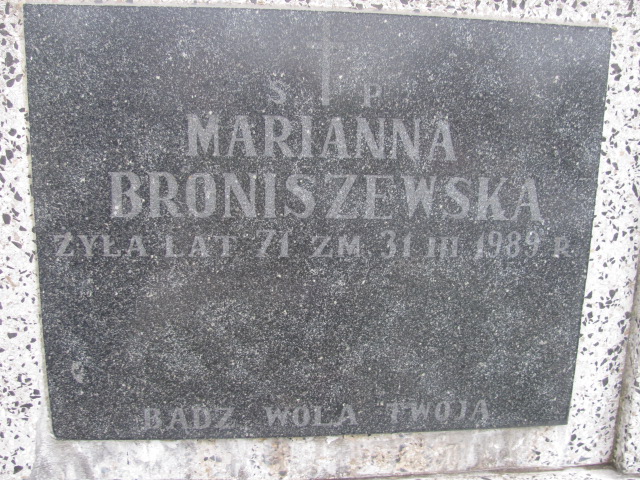 Ś P
MARIANNA
BRONISZEWSKA
ŻYŁA LAT 71 ZM. 31 III 1989 R.
BĄDŹ WOLA TWOJA